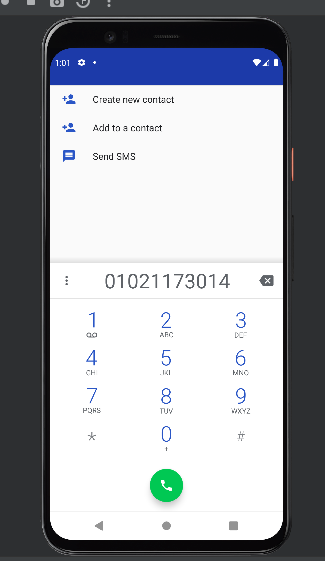 1:01
Create new contact
Add to a contact
Send SMS
01021173014
1 2 3
ABC DEF
4 5 6
GHI JKL MNO
7 8 9
PQRS TUV WXYZ
* 0 #
+